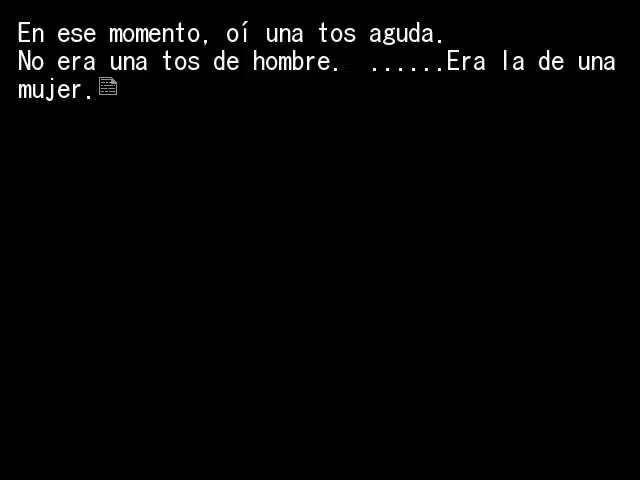 En ese momento, oí una tos aguda.
No era una tos de hombre.  ......Era la de una
mujer.